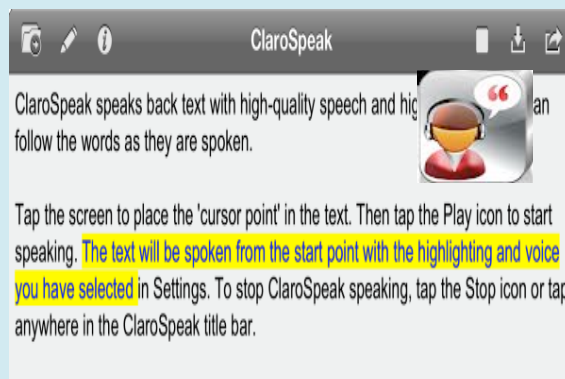 ClaroSpeak
ClaroSpeak speaks back text with high-quality speech and
follow the words as they are spoken.
Tap the screen to place the 'cursor point' in the text. Then tap the Play icon to start
speaking. The text will be spoken from the start point with the highlighting and voice
you have selected in Settings. To stop ClaroSpeak speaking, tap the Stop icon or tap
anywhere in the ClaroSpeak title bar.